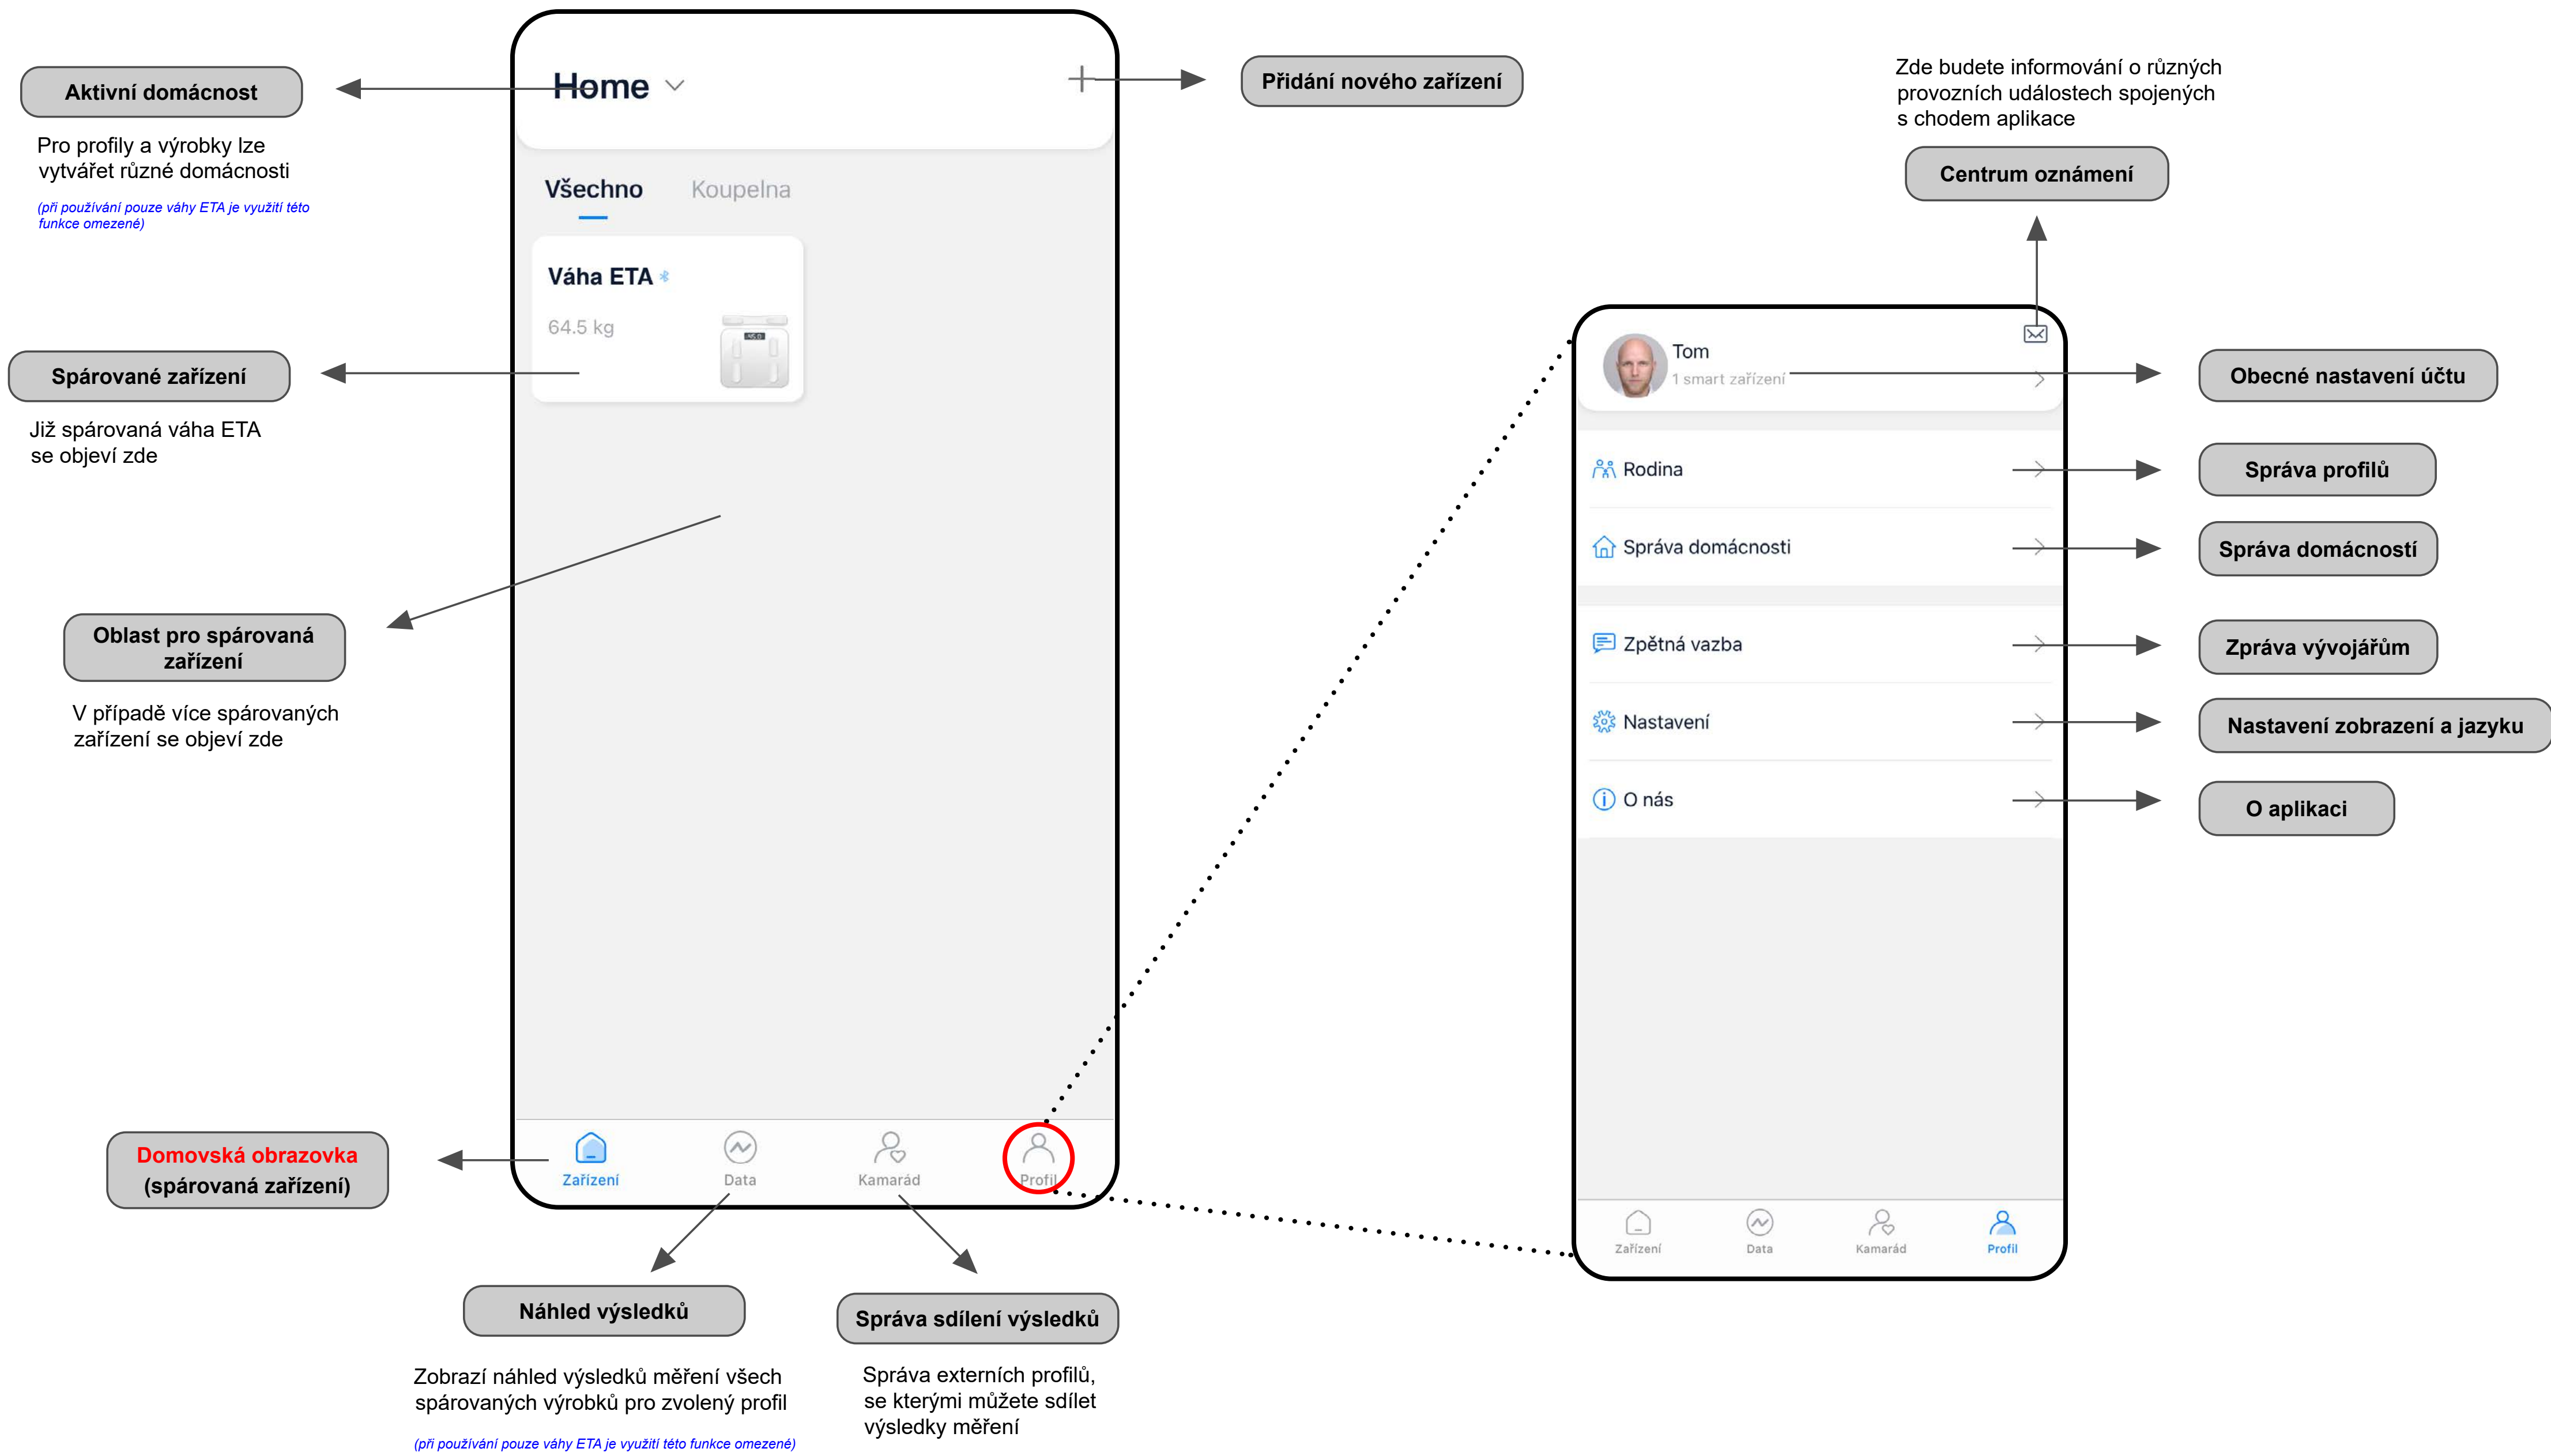 Home
Aktivní domácnost
Pro profily a výrobky lze
vytvářet různé domácnosti
(při používání pouze váhy ETA je využití této
funkce omezené)
Přidání nového zařízení
Všechno
Koupelna
Váha ETA
64.5 kg
45.0
Spárované zařízení
Již spárovaná váha ETA
se objeví zde
Oblast pro spárovaná
zařízení
V případě více spárovaných
zařízení se objeví zde
Domovská obrazovka
(spárovaná zařízení)
Zařízení
Data
Kamarád
Profil
Náhled výsledků
Zobrazí náhled výsledků měření všech
spárovaných výrobků pro zvolený profil
(při používání pouze váhy ETA je využití této funkce omezené)
Správa sdílení výsledků
Správa externích profilů,
se kterými můžete sdílet
výsledky měření
Zde budete informování o různých
provozních událostech spojených
s chodem aplikace
Centrum oznámení
Tom
1 smart zařízení
Obecné nastavení účtu
Rodina
Správa profilů
Správa domácnosti
Správa domácností
Zpětná vazba
Zpráva vývojářům
Nastavení
Nastavení zobrazení a jazyku
O nás
O aplikaci
Zařízení
Data
Kamarád
Profil